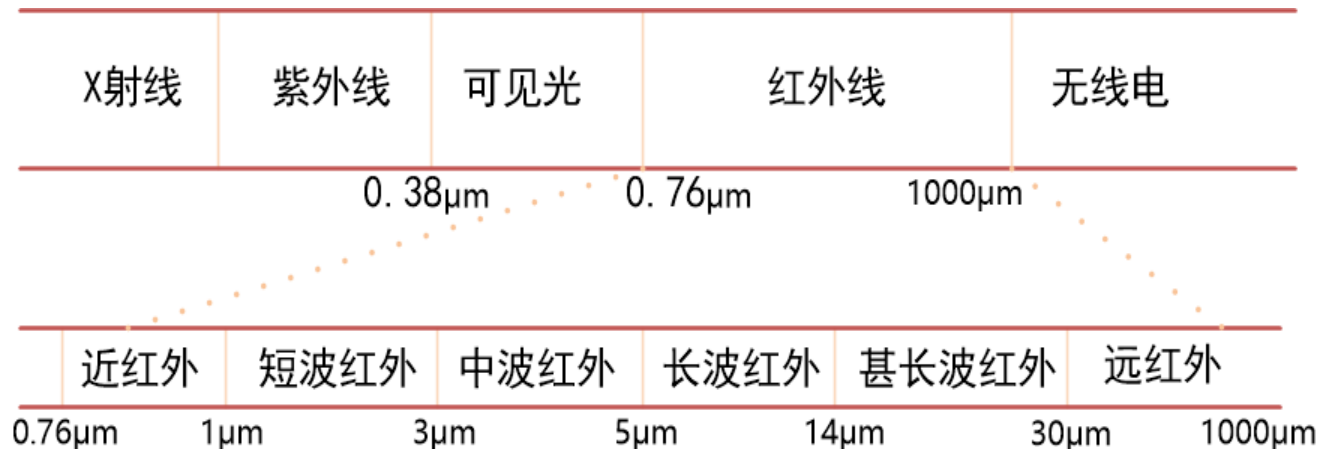 X射线 紫外线 可见光 红外线 无线电
0.38μm 0.76μm 1000μm
近红外 短波红外 中波红外 长波红外 甚长波红外 远红外
0.76μm 1μm 3μm 5μm 14μm 30μm 1000μm